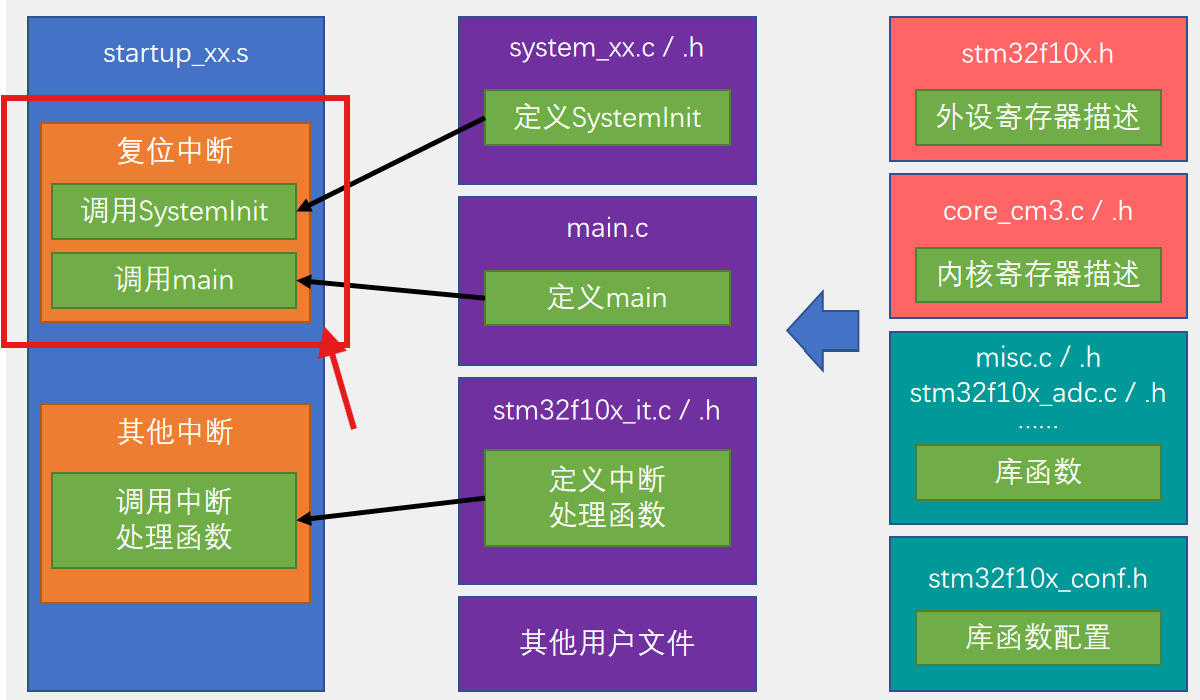 startup_xx.s
复位中断
调用SystemInit
调用main
其他中断
调用中断
处理函数
system_xx.c / .h
定义SystemInit
main.c
定义main
stm32f10x_it.c / .h
定义中断
处理函数
其他用户文件
stm32f10x.h
外设寄存器描述
core_cm3.c / .h
内核寄存器描述
misc.c / .h
stm32f10x_adc.c / .h
……
库函数
stm32f10x_conf.h
库函数配置